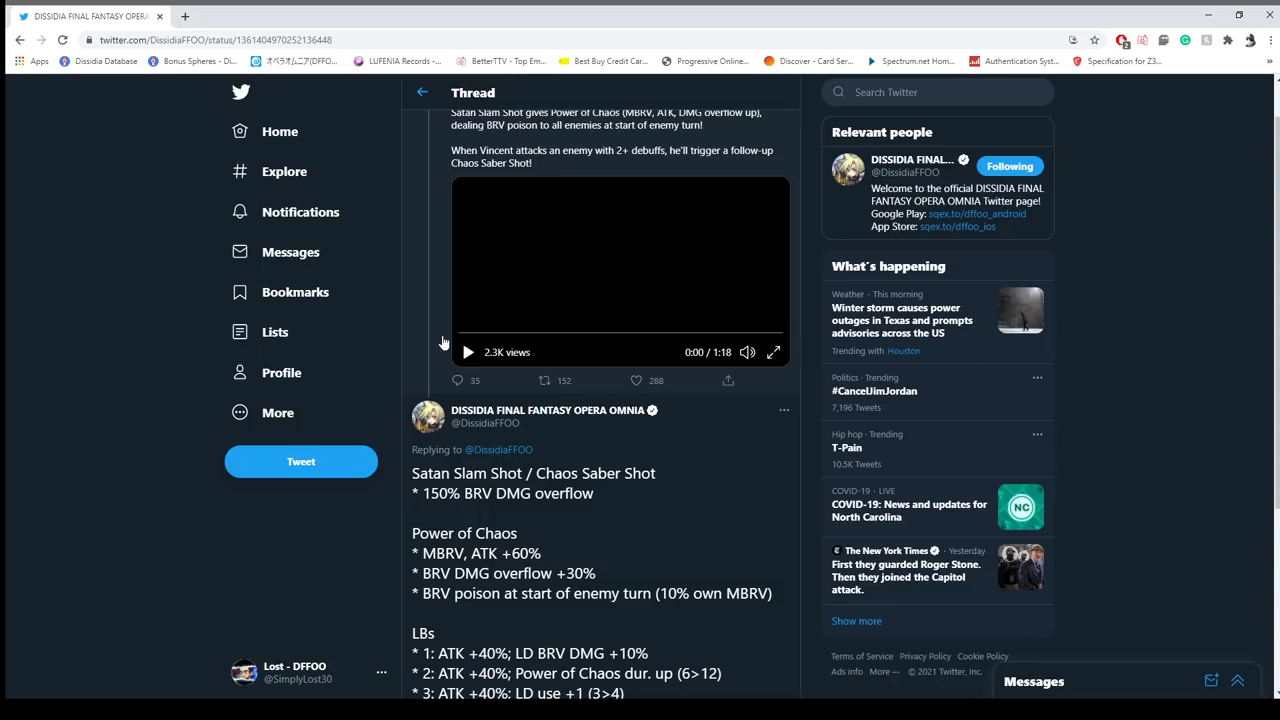 DISSIDIA FINAL FANTASY OPERA
twitter.com/DissidiaFFOO/status/1361404970252136448
Apps
Dissidia Database
Bonus Spheres - Di...
オペラオムニア(DFFO...
LUFENIA Records -...
BetterTTV - Top Em...
Best Buy Credit Car...
Progressive Online...
Discover - Card Ser...
Spectrum.net Hom...
Authentication Syst...
Specification for Z3...
Home
Explore
Notifications
Messages
Bookmarks
Lists
Profile
More
Tweet
Lost - DFFOO
@SimplyLost30
Thread
Satan Slam Shot gives Power of Chaos (MBRV, ATK, DMG overflow up),
dealing BRV poison to all enemies at start of enemy turn!
When Vincent attacks an enemy with 2+ debuffs, he'll trigger a follow-up
Chaos Saber Shot!
2.3K views
0:00 / 1:18
35
152
288
DISSIDIA FINAL FANTASY OPERA OMNIA
@DissidiaFFOO
Replying to @DissidiaFFOO
Satan Slam Shot / Chaos Saber Shot
* 150% BRV DMG overflow
Power of Chaos
* MBRV, ATK +60%
* BRV DMG overflow +30%
* BRV poison at start of enemy turn (10% own MBRV)
LBs
* 1: ATK +40%; LD BRV DMG +10%
* 2: ATK +40%; Power of Chaos dur. up (6>12)
* 3: ATK +40%; LD use +1 (3>4)
Search Twitter
Relevant people
DISSIDIA FINAL...
@DissidiaFFOO
Following
Welcome to the official DISSIDIA FINAL
FANTASY OPERA OMNIA Twitter page!
Google Play: sqex.to/dffoo_android
App Store: sqex.to/dffoo_ios
What's happening
Weather · This morning
Winter storm causes power
outages in Texas and prompts
advisories across the US
Trending with Houston
Politics · Trending
#CancelJimJordan
7,196 Tweets
Hip hop · Trending
T-Pain
10.5K Tweets
COVID-19 · LIVE
COVID-19: News and updates for
North Carolina
NC
The New York Times · Yesterday
First they guarded Roger Stone.
Then they joined the Capitol
attack.
Show more
Terms of Service Privacy Policy Cookie Policy
Ads info More ··· © 2021 Twitter, Inc.
Messages